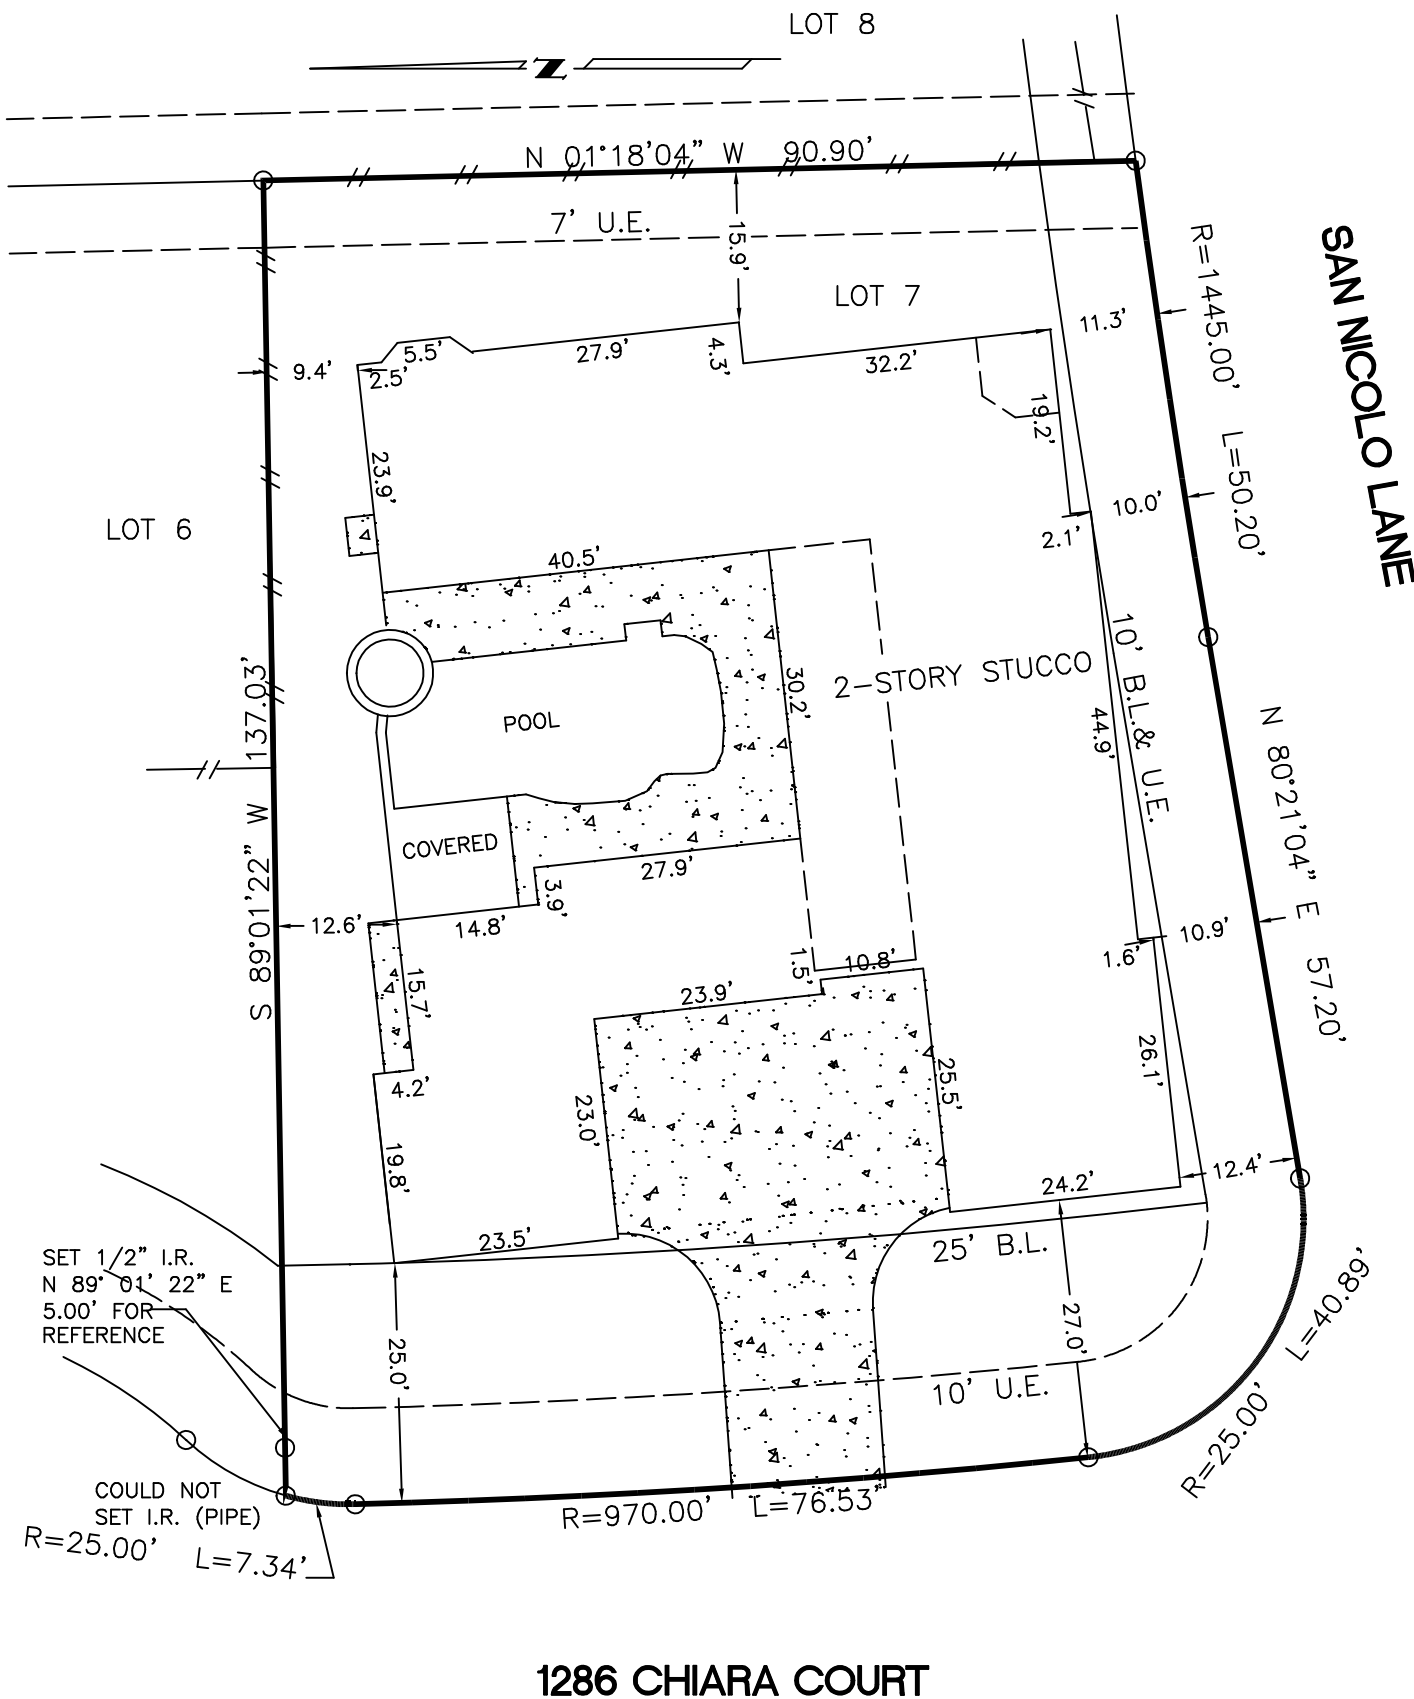 LOT 8
N
N 01°18'04" W 90.90'
7' U.E.
15.9'
LOT 7
SAN NICOLO LANE
R=1445.00' L=50.20'
11.3'
5.5'
27.9'
4.3'
32.2'
9.4'
2.5'
19.2'
23.9'
10.0'
2.1'
LOT 6
40.5'
10' B.L.& U.E.
2-STORY STUCCO
30.2'
POOL
44.9'
S 89°01'22" W 137.03'
N 80°21'04" E 57.20'
COVERED
27.9'
3.9'
12.6'
14.8'
10.9'
1.6'
1.5'
10.8'
15.7'
23.9'
26.1'
25.5'
4.2'
23.0'
19.8'
12.4'
24.2'
23.5'
25' B.L.
SET 1/2" I.R.
N 89° 01' 22" E
5.00' FOR
REFERENCE
25.0'
27.0'
L=40.89'
R=25.00'
10' U.E.
COULD NOT
SET I.R. (PIPE)
R=25.00' L=7.34'
R=970.00' L=76.53'
1286 CHIARA COURT